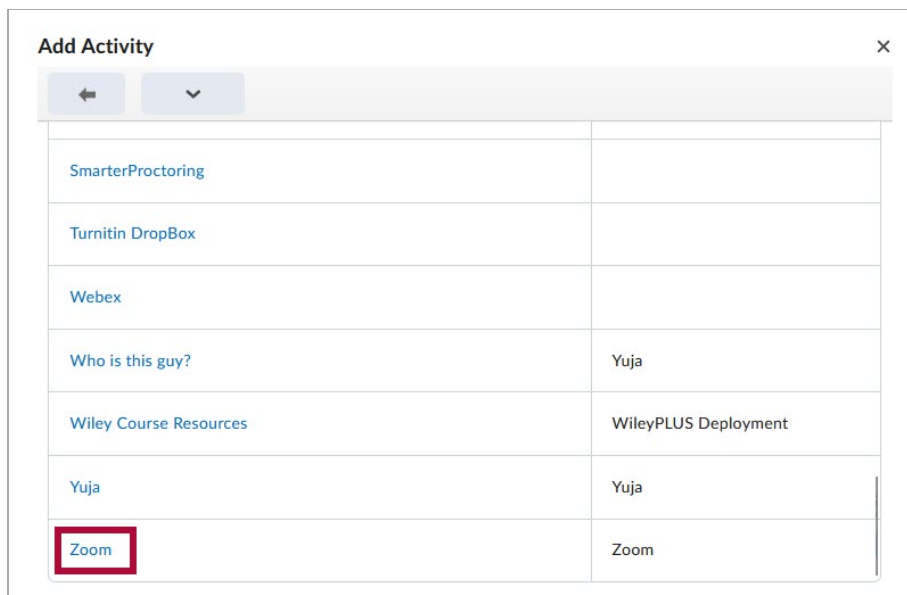 Add Activity
SmarterProctoring
Turnitin DropBox
Webex
Who is this guy? Yuja
Wiley Course Resources WileyPLUS Deployment
Yuja Yuja
Zoom Zoom